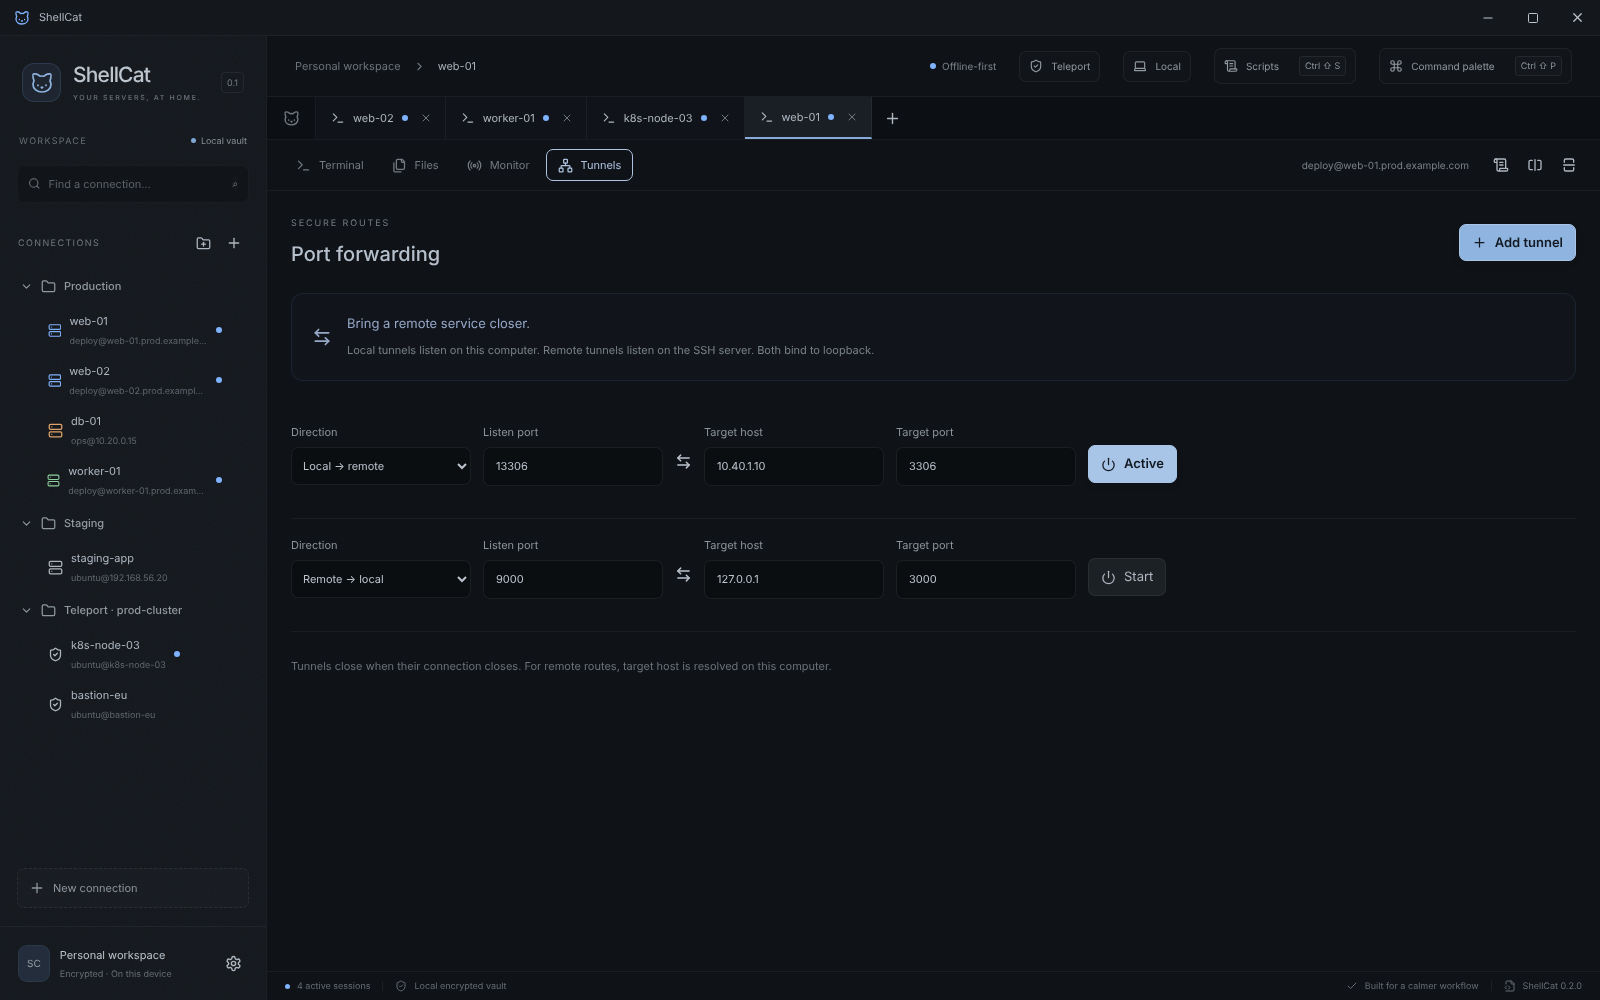 ShellCat
ShellCat
YOUR SERVERS, AT HOME.
0.1
WORKSPACE
Local vault
Find a connection...
CONNECTIONS
Production
web-01
deploy@web-01.prod.example...
web-02
deploy@web-02.prod.exampl...
db-01
ops@10.20.0.15
worker-01
deploy@worker-01.prod.exam...
Staging
staging-app
ubuntu@192.168.56.20
Teleport · prod-cluster
k8s-node-03
ubuntu@k8s-node-03
bastion-eu
ubuntu@bastion-eu
New connection
SC
Personal workspace
Encrypted · On this device
Personal workspace > web-01
Offline-first
Teleport
Local
Scripts Ctrl ⇧ S
Command palette Ctrl ⇧ P
web-02
worker-01
k8s-node-03
web-01
Terminal
Files
Monitor
Tunnels
deploy@web-01.prod.example.com
SECURE ROUTES
Port forwarding
Add tunnel
Bring a remote service closer.
Local tunnels listen on this computer. Remote tunnels listen on the SSH server. Both bind to loopback.
Direction Listen port Target host Target port
Local → remote 13306 10.40.1.10 3306 Active
Direction Listen port Target host Target port
Remote → local 9000 127.0.0.1 3000 Start
Tunnels close when their connection closes. For remote routes, target host is resolved on this computer.
4 active sessions
Local encrypted vault
Built for a calmer workflow
ShellCat 0.2.0